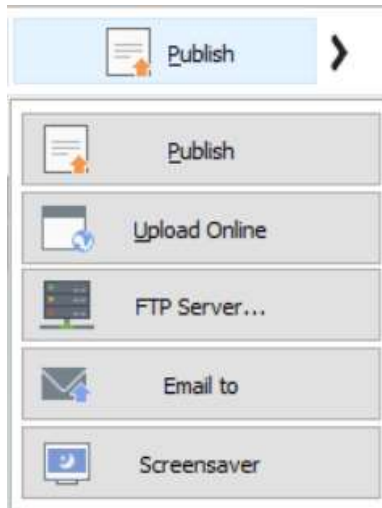 Publish
Publish
Upload Online
FTP Server...
Email to
Screensaver